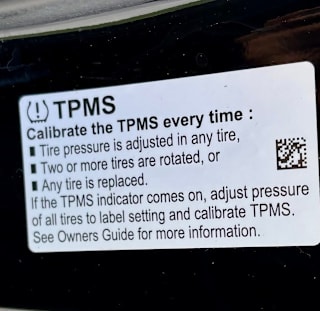 TPMS
Calibrate the TPMS every time :
▪ Tire pressure is adjusted in any tire,
▪ Two or more tires are rotated, or
▪ Any tire is replaced.
If the TPMS indicator comes on, adjust pressure
of all tires to label setting and calibrate TPMS.
See Owners Guide for more information.